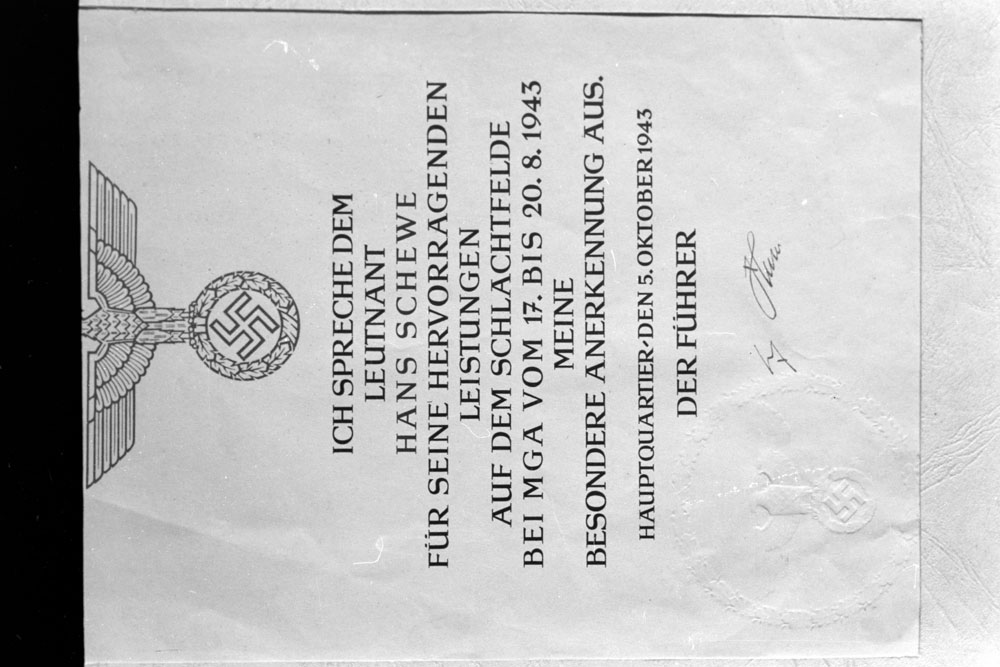 ICH SPRECHE DEM
LEUTNANT
HANS SCHEWE
FÜR SEINE HERVORRAGENDEN
LEISTUNGEN
AUF DEM SCHLACHTFELDE
BEI MGA VOM 17. BIS 20. 8. 1943
MEINE
BESONDERE ANERKENNUNG AUS.
HAUPTQUARTIER·DEN 5. OKTOBER 1943
DER FÜHRER